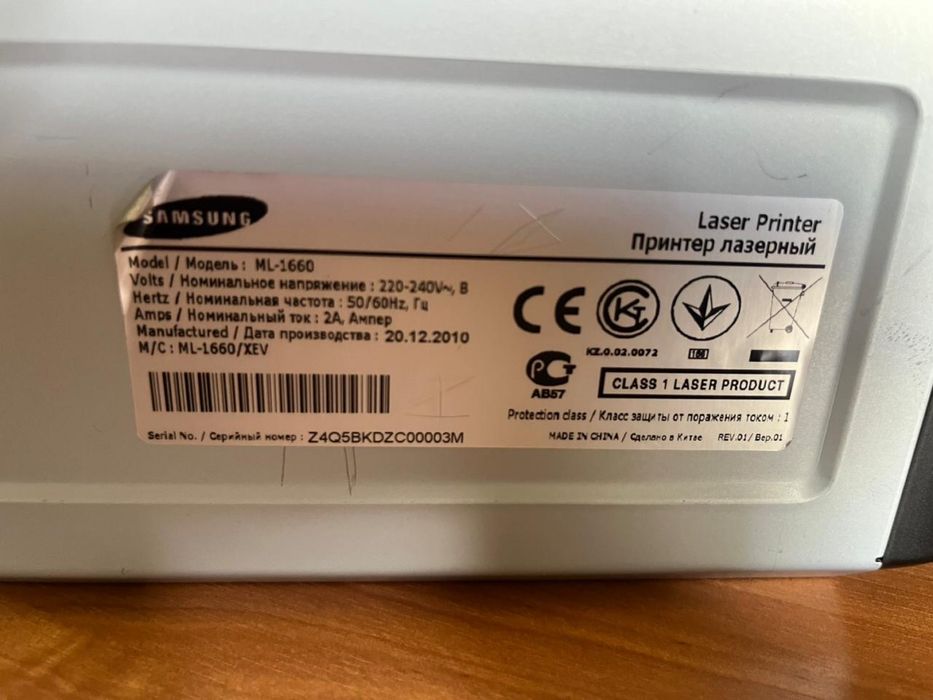 SAMSUNG
Laser Printer
Принтер лазерный
Model / Модель : ML-1660
Volts / Номинальное напряжение : 220-240V~, В
Hertz / Номинальная частота : 50/60Hz, Гц
Amps / Номинальный ток : 2A, Ампер
Manufactured / Дата производства : 20.12.2010
M/C : ML-1660/XEV
CE
KZ.0.02.0072
АВ57
CLASS 1 LASER PRODUCT
Protection class / Класс защиты от поражения током : 1
Serial No. / Серийный номер : Z4Q5BKDZC00003M
MADE IN CHINA / Сделано в Китае REV.01/ Вер.01